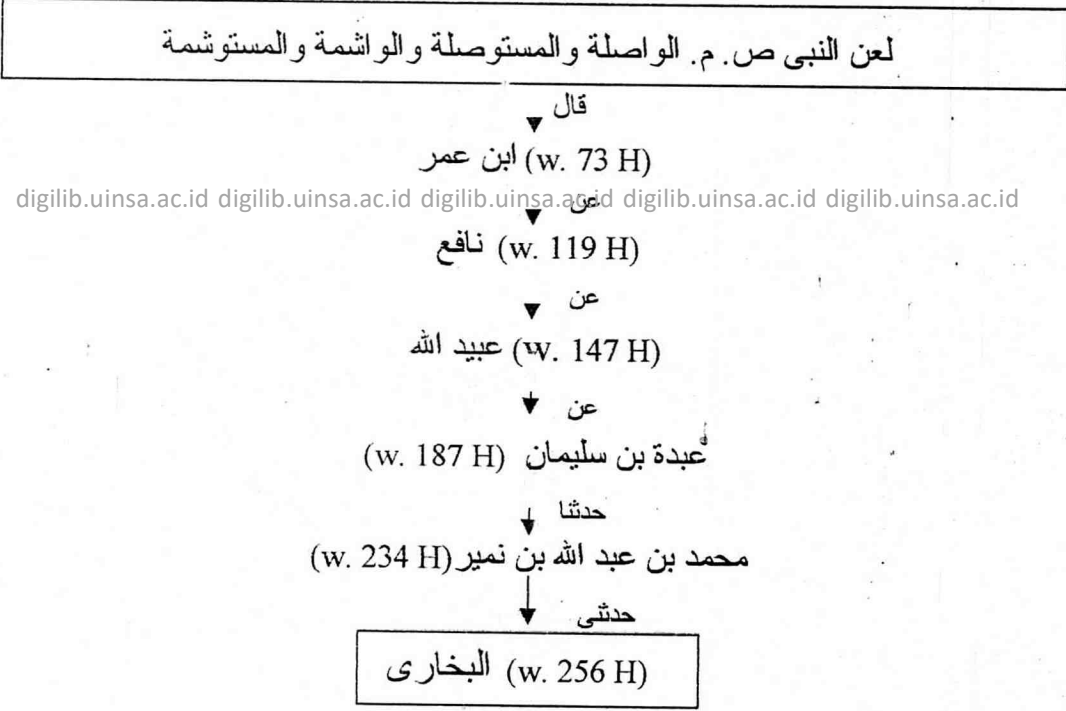 لعن النبى ص. م. الواصلة والمستوصلة والواشمة والمستوشمة
قال
ابن عمر (w. 73 H)
digilib.uinsa.ac.id digilib.uinsa.ac.id digilib.uinsa.ac.id digilib.uinsa.ac.id digilib.uinsa.ac.id
عن
نافع (w. 119 H)
عن
عبيد الله (w. 147 H)
عن
عبدة بن سليمان (w. 187 H)
حدثنا
محمد بن عبد الله بن نمير (w. 234 H)
حدثنى
البخارى (w. 256 H)